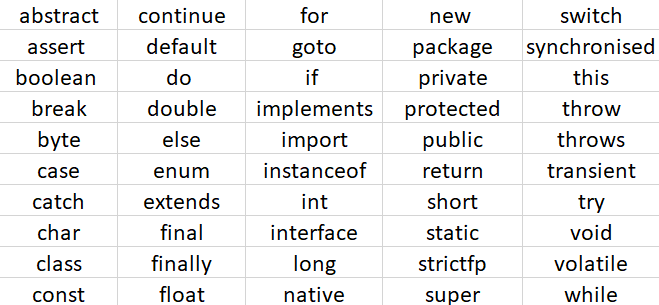 abstract continue for new switch
assert default goto package synchronised
boolean do if private this
break double implements protected throw
byte else import public throws
case enum instanceof return transient
catch extends int short try
char final interface static void
class finally long strictfp volatile
const float native super while